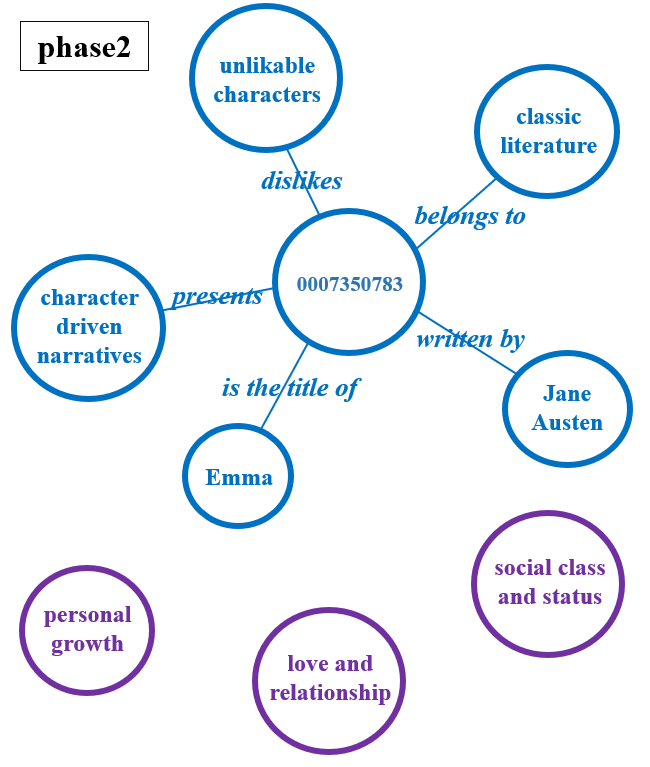 phase2
unlikable
characters
classic
literature
dislikes
belongs to
0007350783
presents
character
driven
narratives
written by
is the title of
Jane
Austen
Emma
social class
and status
personal
growth
love and
relationship